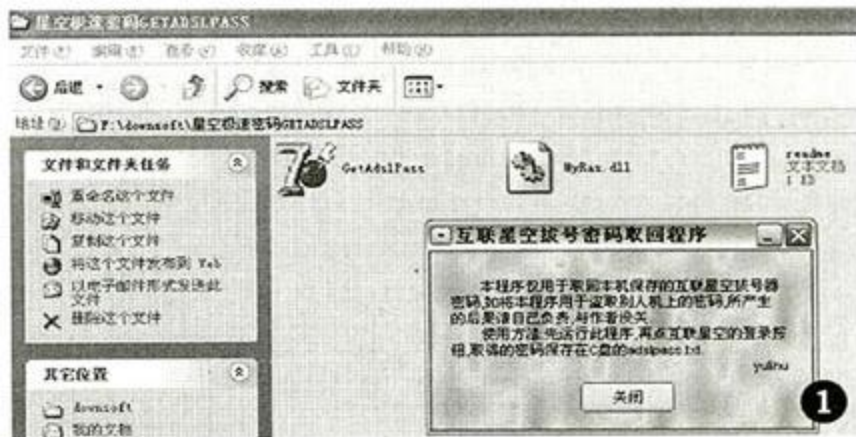 星空极速密码GETADSLPASS
文件(F) 编辑(E) 查看(V) 收藏(A) 工具(T) 帮助(H)
后退 搜索 文件夹
地址(D) F:\downsoft\星空极速密码GETADSLPASS
文件和文件夹任务
重命名这个文件
移动这个文件
复制这个文件
将这个文件发布到 Web
以电子邮件形式发送此
文件
删除这个文件
其它位置
downsoft
我的文档
GetAdslPass
MyRas.dll
readme
文本文档
1 KB
互联星空拔号密码取回程序
本程序仅用于取回本机保存的互联星空拔号器
密码,如将本程序用于盗取别人机上的密码,所产生
的后果请自己负责,与作者没关
使用方法:先运行此程序,再点互联星空的登录按
钮,取得的密码保存在C盘的adslpass.txt.
yulihu
关闭
1